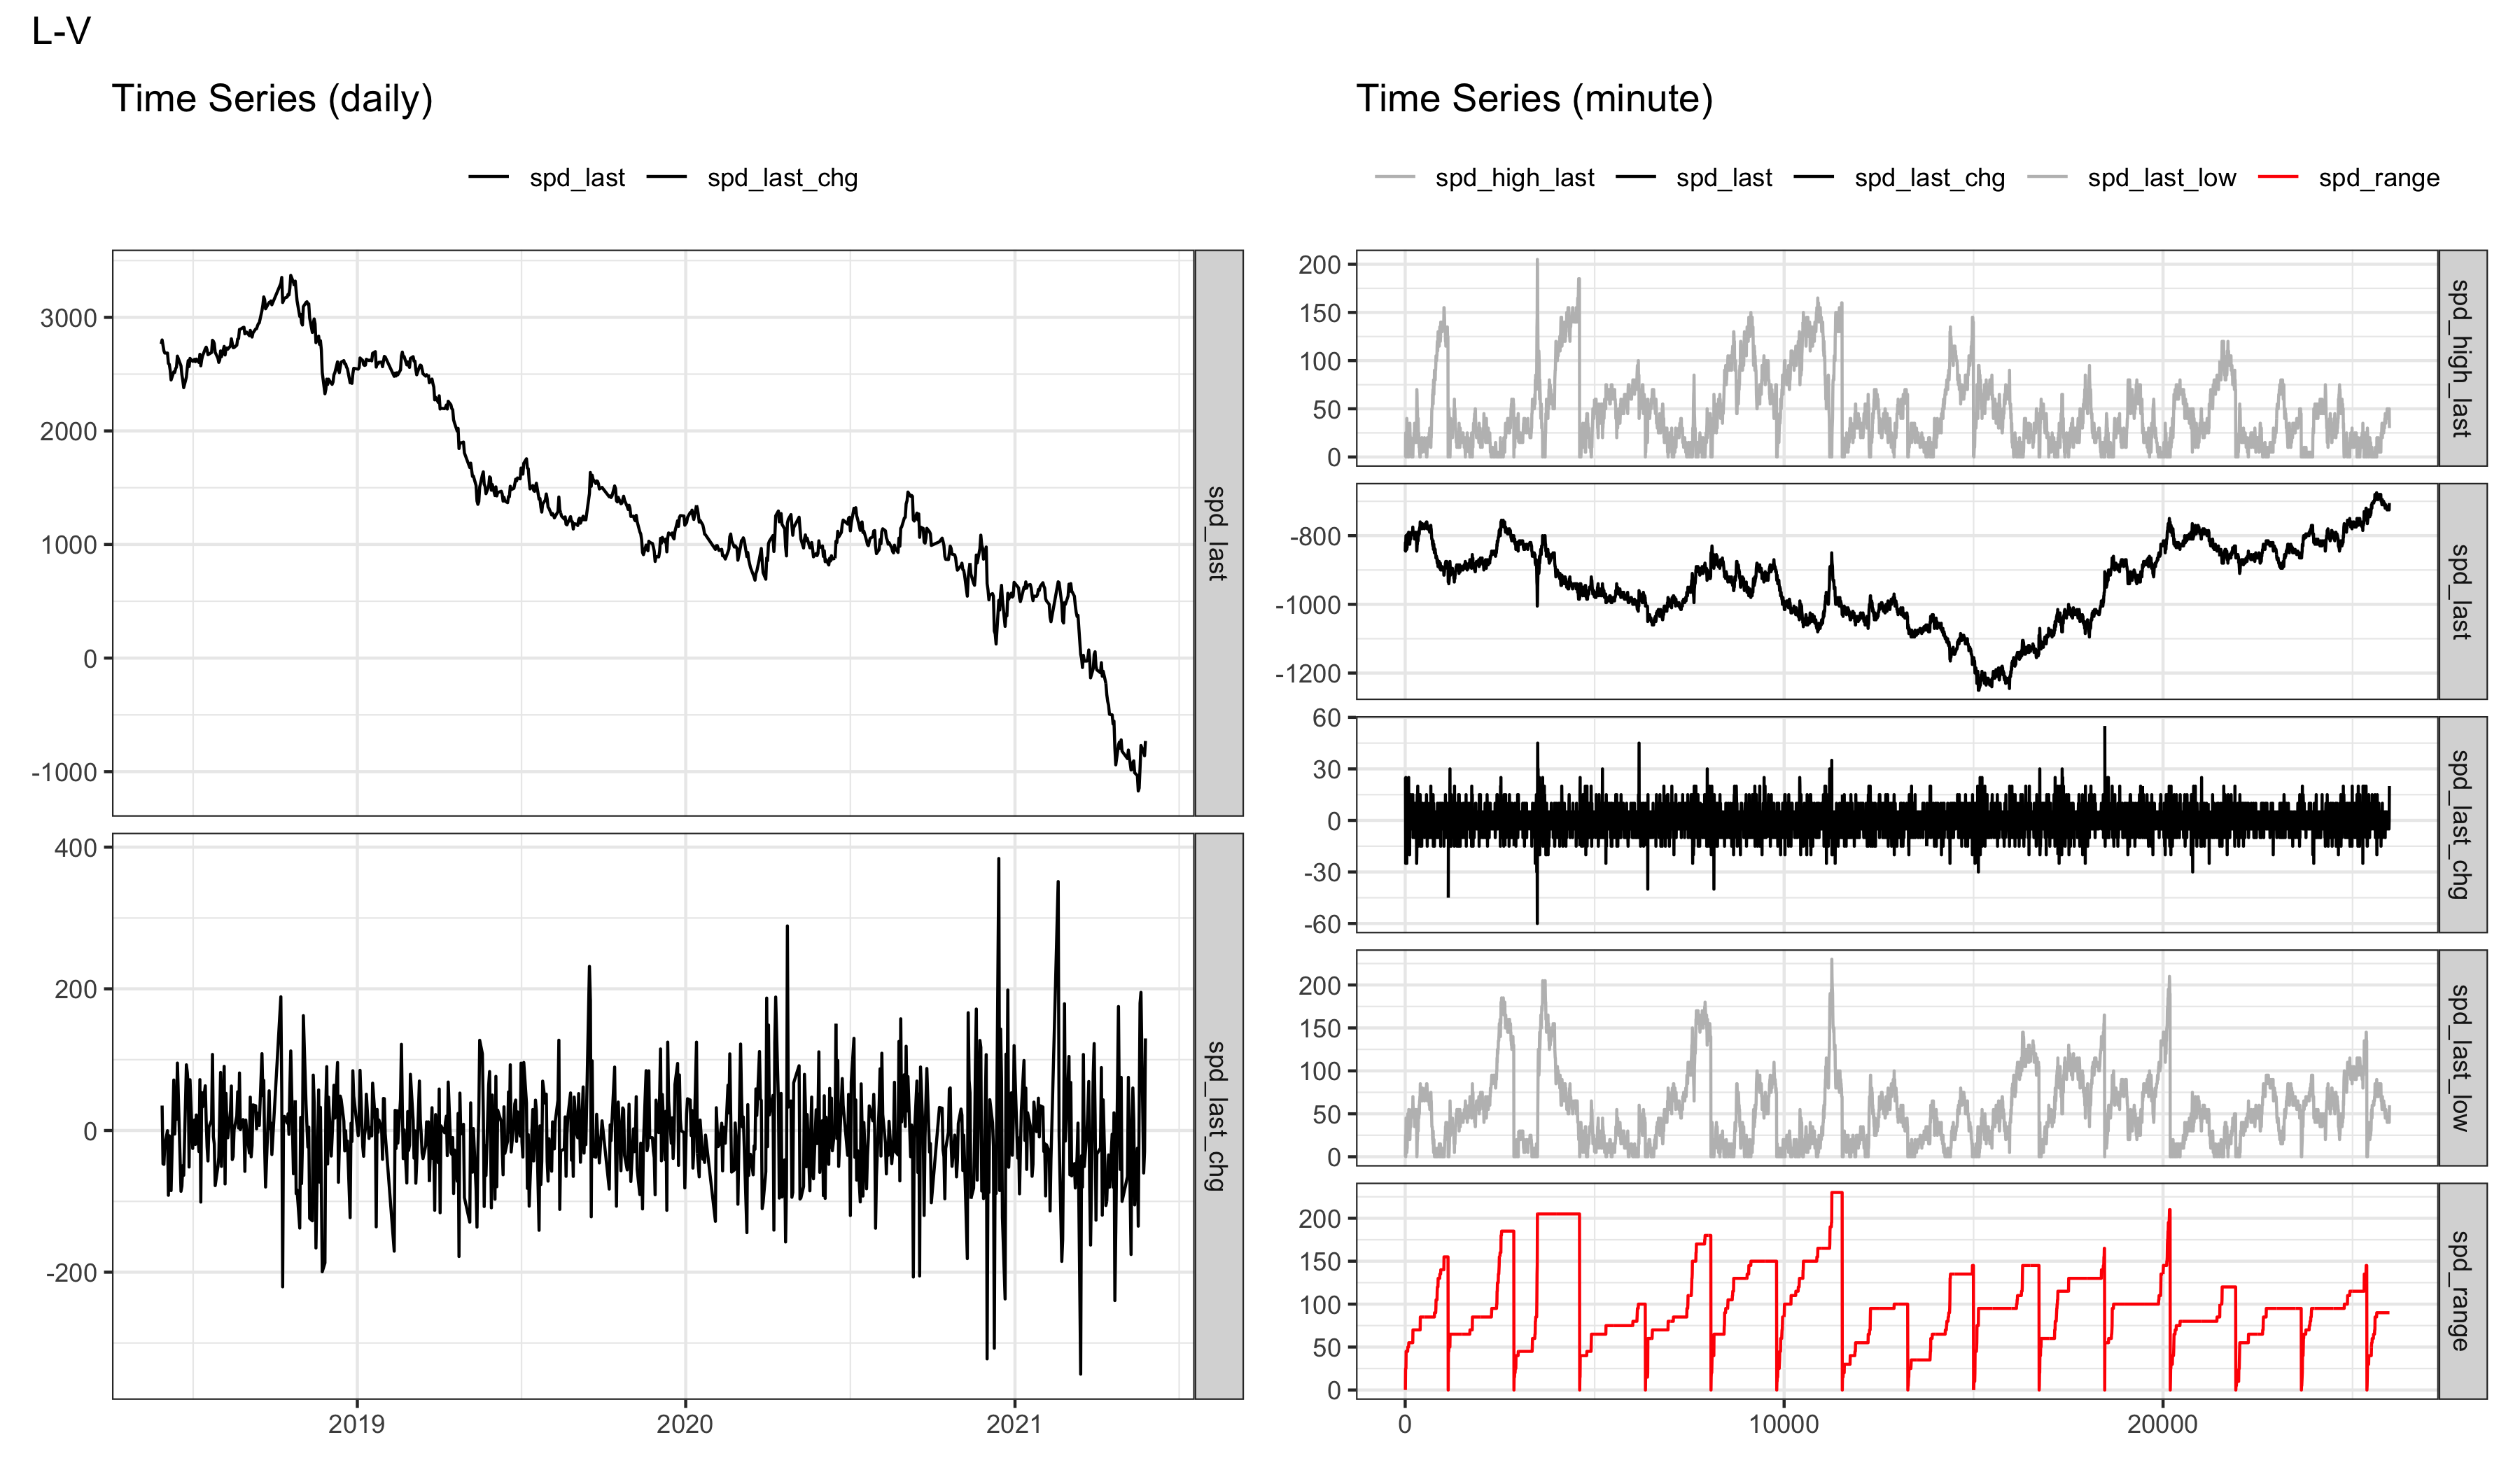 L-V
Time Series (daily)
spd_last spd_last_chg
3000
2000
1000
0
-1000
spd_last
400
200
0
-200
spd_last_chg
2019 2020 2021
Time Series (minute)
spd_high_last spd_last spd_last_chg spd_last_low spd_range
200
150
100
50
0
spd_high_last
-800
-1000
-1200
spd_last
60
30
0
-30
-60
spd_last_chg
200
150
100
50
0
spd_last_low
200
150
100
50
0
spd_range
0 10000 20000